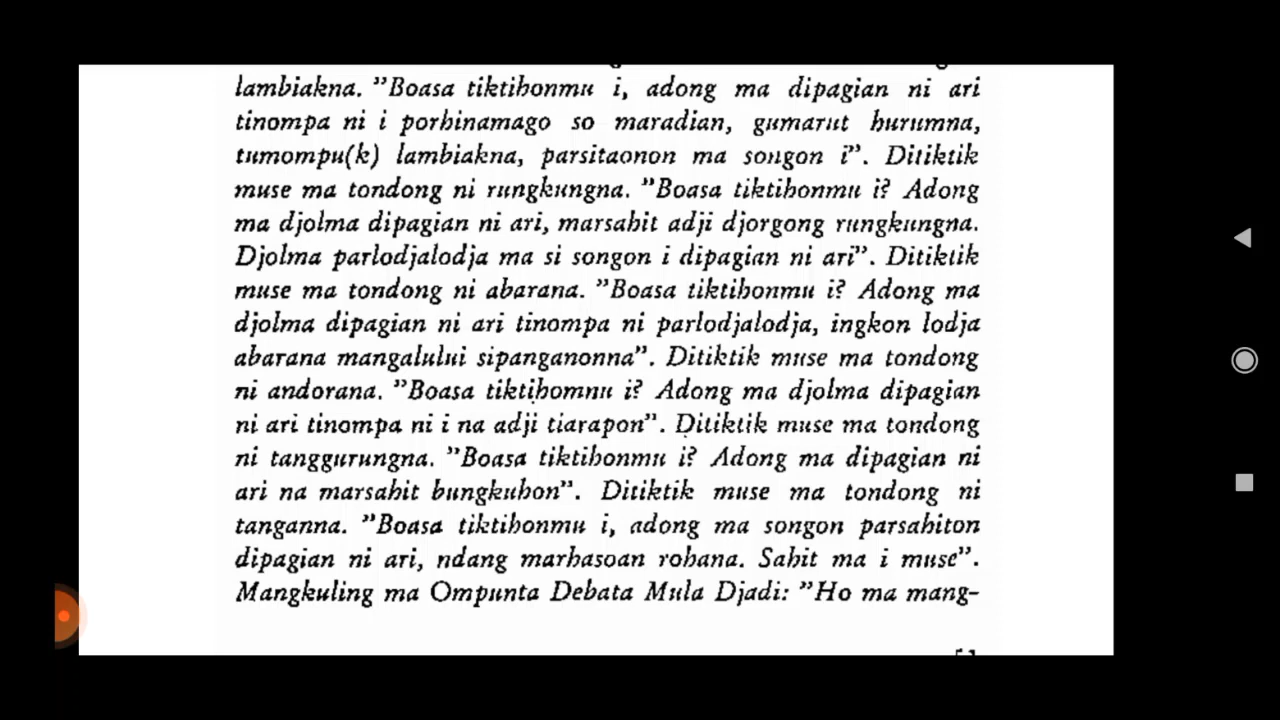 lambiakna. ”Boasa tiktihonmu i, adong ma dipagian ni ari
tinompa ni i porhinamago so maradian, gumarut hurumna,
tumompu(k) lambiakna, parsitaonon ma songon i”. Ditiktik
muse ma tondong ni rungkungna. ”Boasa tiktihonmu i? Adong
ma djolma dipagian ni ari, marsahit adji djorgong rungkungna.
Djolma parlodjalodja ma si songon i dipagian ni ari”. Ditiktik
muse ma tondong ni abarana. ”Boasa tiktihonmu i? Adong ma
djolma dipagian ni ari tinompa ni parlodjalodja, ingkon lodja
abarana mangalului sipanganonna”. Ditiktik muse ma tondong
ni andorana. ”Boasa tiktihomnu i? Adong ma djolma dipagian
ni ari tinompa ni i na adji tiarapon”. Ditiktik muse ma tondong
ni tanggurungna. ”Boasa tiktihonmu i? Adong ma dipagian ni
ari na marsahit bungkuhon”. Ditiktik muse ma tondong ni
tanganna. ”Boasa tiktihonmu i, adong ma songon parsahiton
dipagian ni ari, ndang marhasoan rohana. Sahit ma i muse”.
Mangkuling ma Ompunta Debata Mula Djadi: ”Ho ma mang-